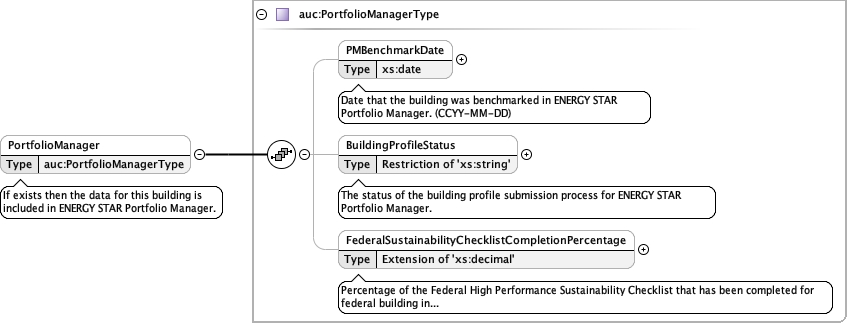 auc:PortfolioManagerType
PMBenchmarkDate
Type xs:date
Date that the building was benchmarked in ENERGY STAR
Portfolio Manager. (CCYY-MM-DD)
PortfolioManager
Type auc:PortfolioManagerType
If exists then the data for this building is
included in ENERGY STAR Portfolio Manager.
BuildingProfileStatus
Type Restriction of 'xs:string'
The status of the building profile submission process for ENERGY STAR
Portfolio Manager.
FederalSustainabilityChecklistCompletionPercentage
Type Extension of 'xs:decimal'
Percentage of the Federal High Performance Sustainability Checklist that has been completed for
federal building in...